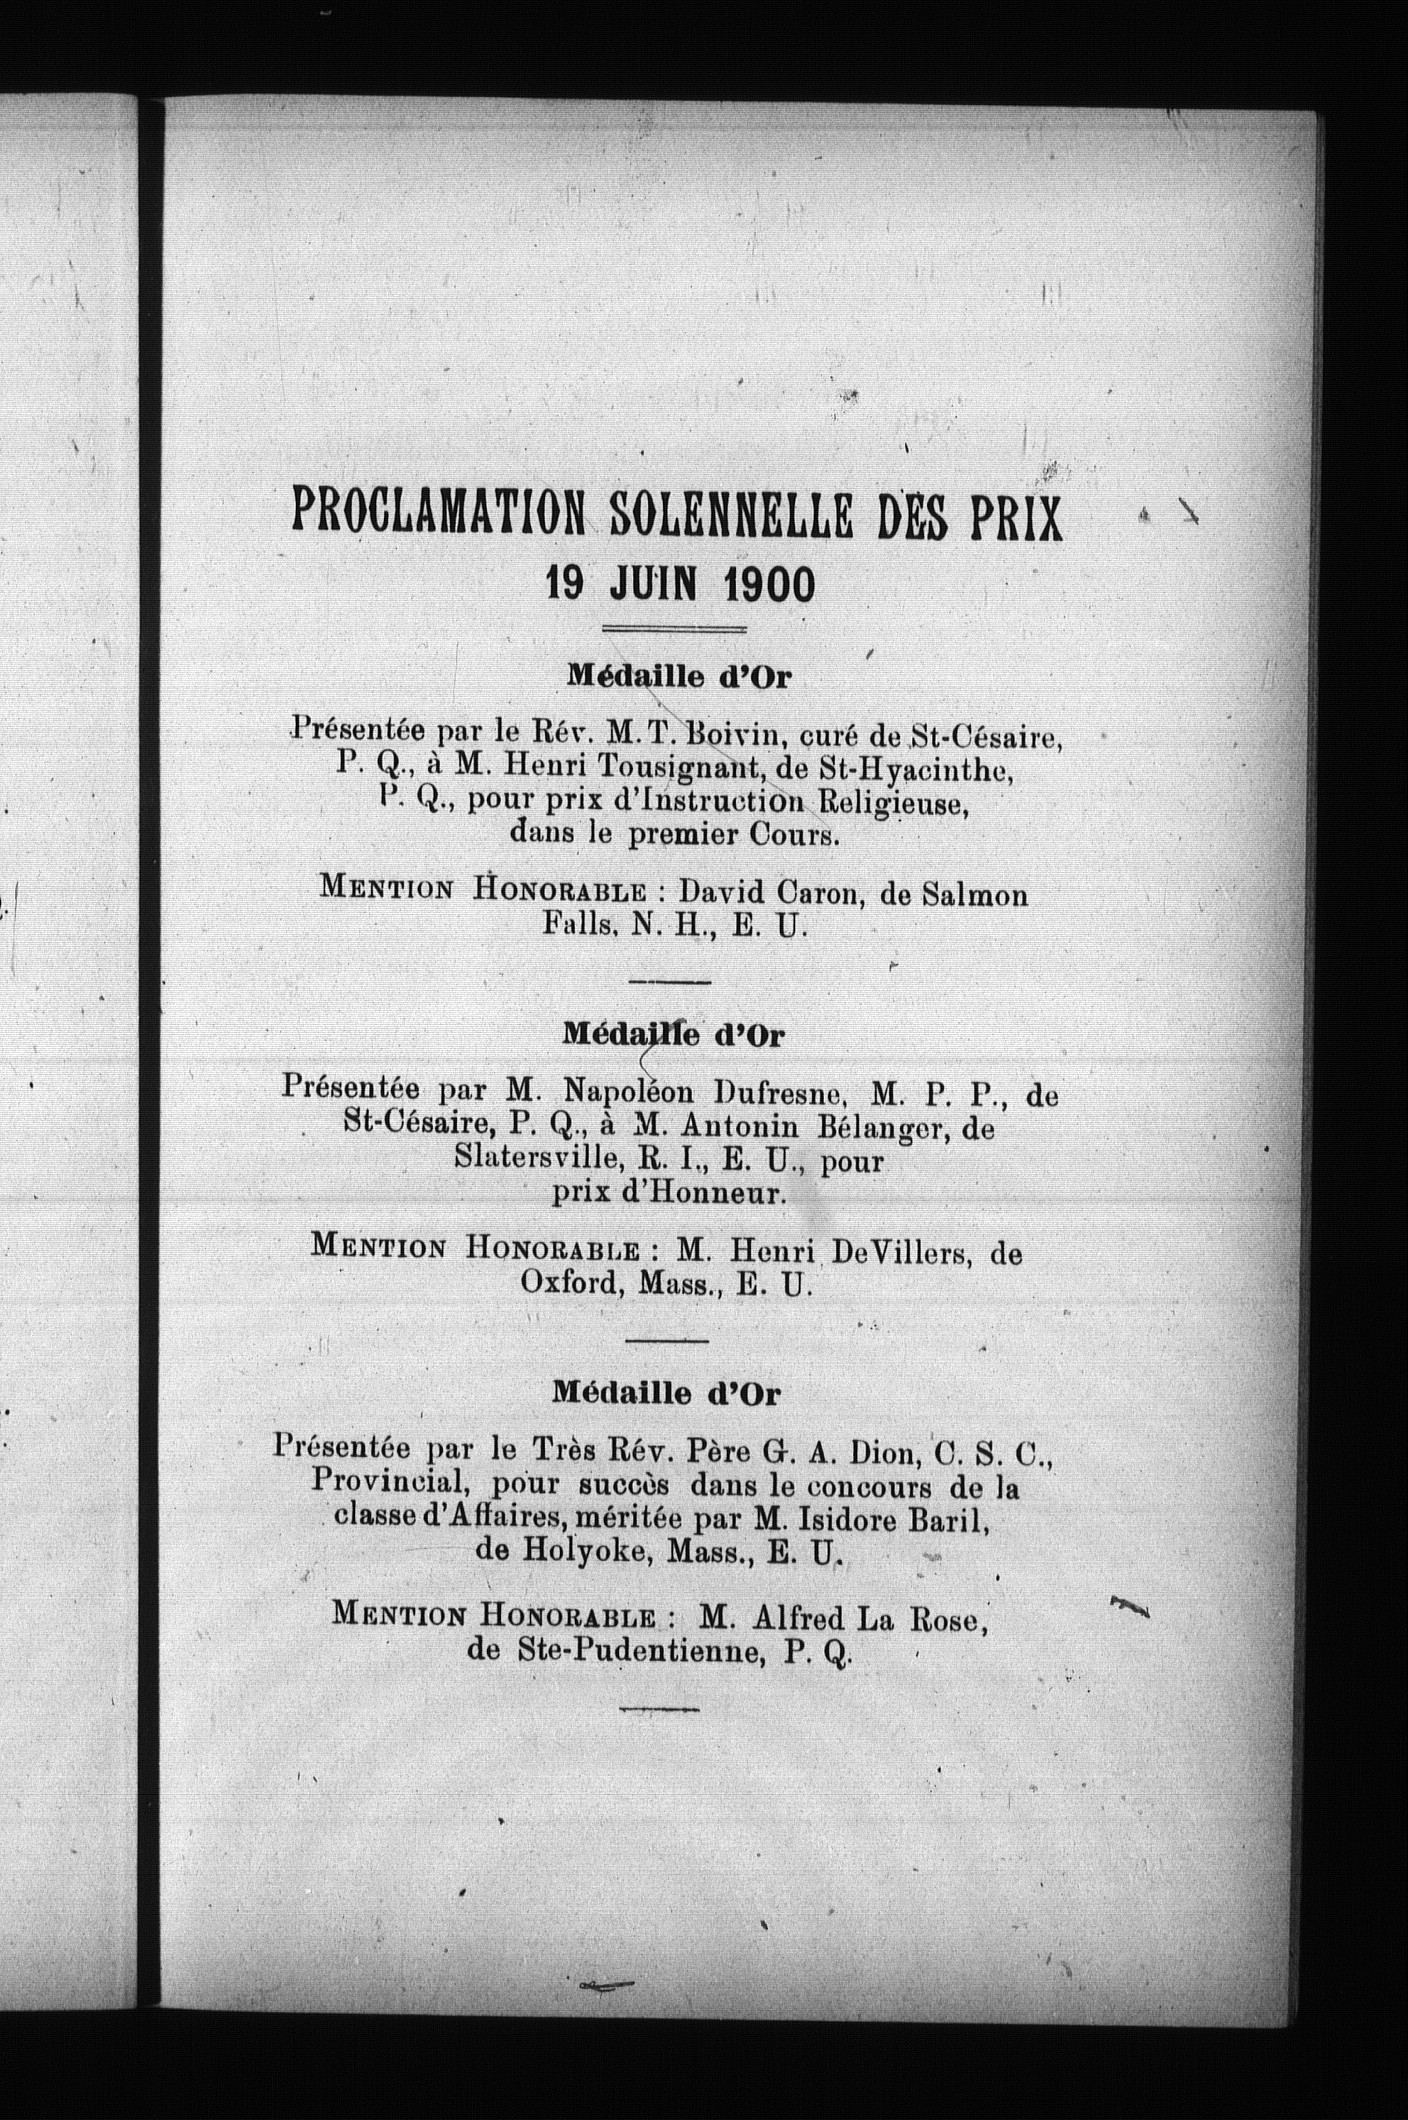 PROCLAMATION SOLENNELLE DES PRIX
19 JUIN 1900
Médaille d'Or
Présentée par le Rév. M. T. Boivin, curé de St-Césaire,
P. Q., à M. Henri Tousignant, de St-Hyacinthe,
P. Q., pour prix d'Instruction Religieuse,
dans le premier Cours.
MENTION HONORABLE : David Caron, de Salmon
Falls, N. H., E. U.
Médaille d'Or
Présentée par M. Napoléon Dufresne, M. P. P., de
St-Césaire, P. Q., à M. Antonin Bélanger, de
Slatersville, R. I., E. U., pour
prix d'Honneur.
MENTION HONORABLE : M. Henri DeVillers, de
Oxford, Mass., E. U.
Médaille d'Or
Présentée par le Très Rév. Père G. A. Dion, C. S. C.,
Provincial, pour succès dans le concours de la
classe d'Affaires, méritée par M. Isidore Baril,
de Holyoke, Mass., E. U.
MENTION HONORABLE : M. Alfred La Rose,
de Ste-Pudentienne, P. Q.